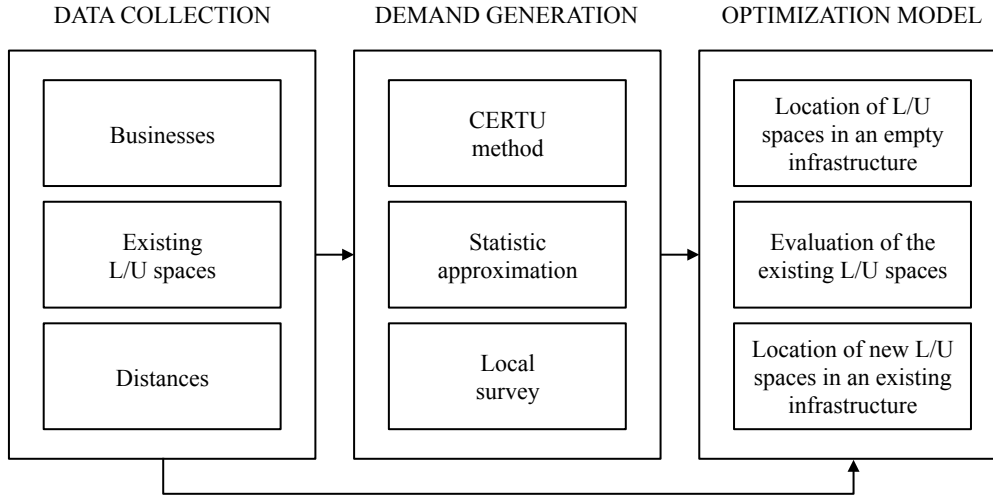 DATA COLLECTION
Businesses
Existing
L/U spaces
Distances
DEMAND GENERATION
CERTU
method
Statistic
approximation
Local
survey
OPTIMIZATION MODEL
Location of L/U
spaces in an empty
infrastructure
Evaluation of the
existing L/U spaces
Location of new L/U
spaces in an existing
infrastructure